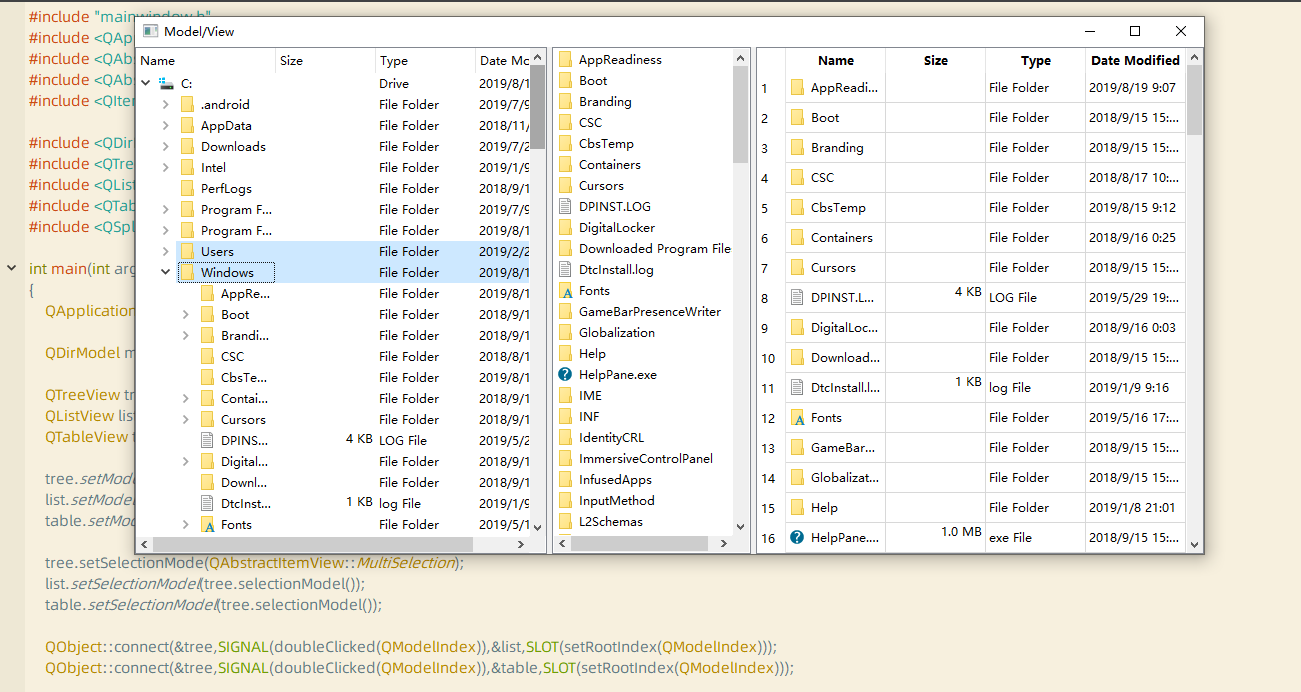 #include "mainwindow.h"
#include <QAp
#include <QAbs
#include <QAbs
#include <QIte
#include <QDir
#include <QTre
#include <QList
#include <QTab
#include <QSpl
int main(int arg
{
QApplication
QDirModel m
QTreeView tr
QListView list
QTableView t
tree.setMode
list.setModel
table.setMod
Model/View
Name Size Type Date Mo
C: Drive 2019/8/1
.android File Folder 2019/7/9
AppData File Folder 2018/11/
Downloads File Folder 2019/7/2
Intel File Folder 2019/1/9
PerfLogs File Folder 2018/9/1
Program F... File Folder 2019/7/9
Program F... File Folder 2019/8/1
Users File Folder 2019/2/2
Windows File Folder 2019/8/1
AppRe... File Folder 2019/8/1
Boot File Folder 2018/9/1
Brandi... File Folder 2018/9/1
CSC File Folder 2018/8/1
CbsTe... File Folder 2019/8/1
Contai... File Folder 2018/9/1
Cursors File Folder 2018/9/1
DPINS... 4 KB LOG File 2019/5/2
Digital... File Folder 2018/9/1
Downl... File Folder 2018/9/1
DtcInst... 1 KB log File 2019/1/9
Fonts File Folder 2019/5/1
AppReadiness
Boot
Branding
CSC
CbsTemp
Containers
Cursors
DPINST.LOG
DigitalLocker
Downloaded Program File
DtcInstall.log
Fonts
GameBarPresenceWriter
Globalization
Help
HelpPane.exe
IME
INF
IdentityCRL
ImmersiveControlPanel
InfusedApps
InputMethod
L2Schemas
Name Size Type Date Modified
1 AppReadi... File Folder 2019/8/19 9:07
2 Boot File Folder 2018/9/15 15:...
3 Branding File Folder 2018/9/15 15:...
4 CSC File Folder 2018/8/17 10:...
5 CbsTemp File Folder 2019/8/15 9:12
6 Containers File Folder 2018/9/16 0:25
7 Cursors File Folder 2018/9/15 15:...
8 DPINST.L... 4 KB LOG File 2019/5/29 19:...
9 DigitalLoc... File Folder 2018/9/16 0:03
10 Download... File Folder 2018/9/15 15:...
11 DtcInstall.l... 1 KB log File 2019/1/9 9:16
12 Fonts File Folder 2019/5/16 17:...
13 GameBar... File Folder 2018/9/15 15:...
14 Globalizat... File Folder 2018/9/15 15:...
15 Help File Folder 2019/1/8 21:01
16 HelpPane.... 1.0 MB exe File 2018/9/15 15:...
tree.setSelectionMode(QAbstractItemView::MultiSelection);
list.setSelectionModel(tree.selectionModel());
table.setSelectionModel(tree.selectionModel());
QObject::connect(&tree,SIGNAL(doubleClicked(QModelIndex)),&list,SLOT(setRootIndex(QModelIndex)));
QObject::connect(&tree,SIGNAL(doubleClicked(QModelIndex)),&table,SLOT(setRootIndex(QModelIndex)));